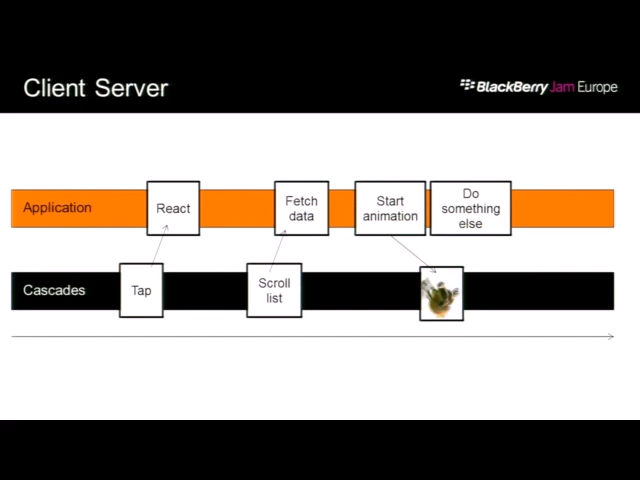 Client Server
BlackBerry Jam Europe
Application
React
Fetch
data
Start
animation
Do
something
else
Cascades
Tap
Scroll
list